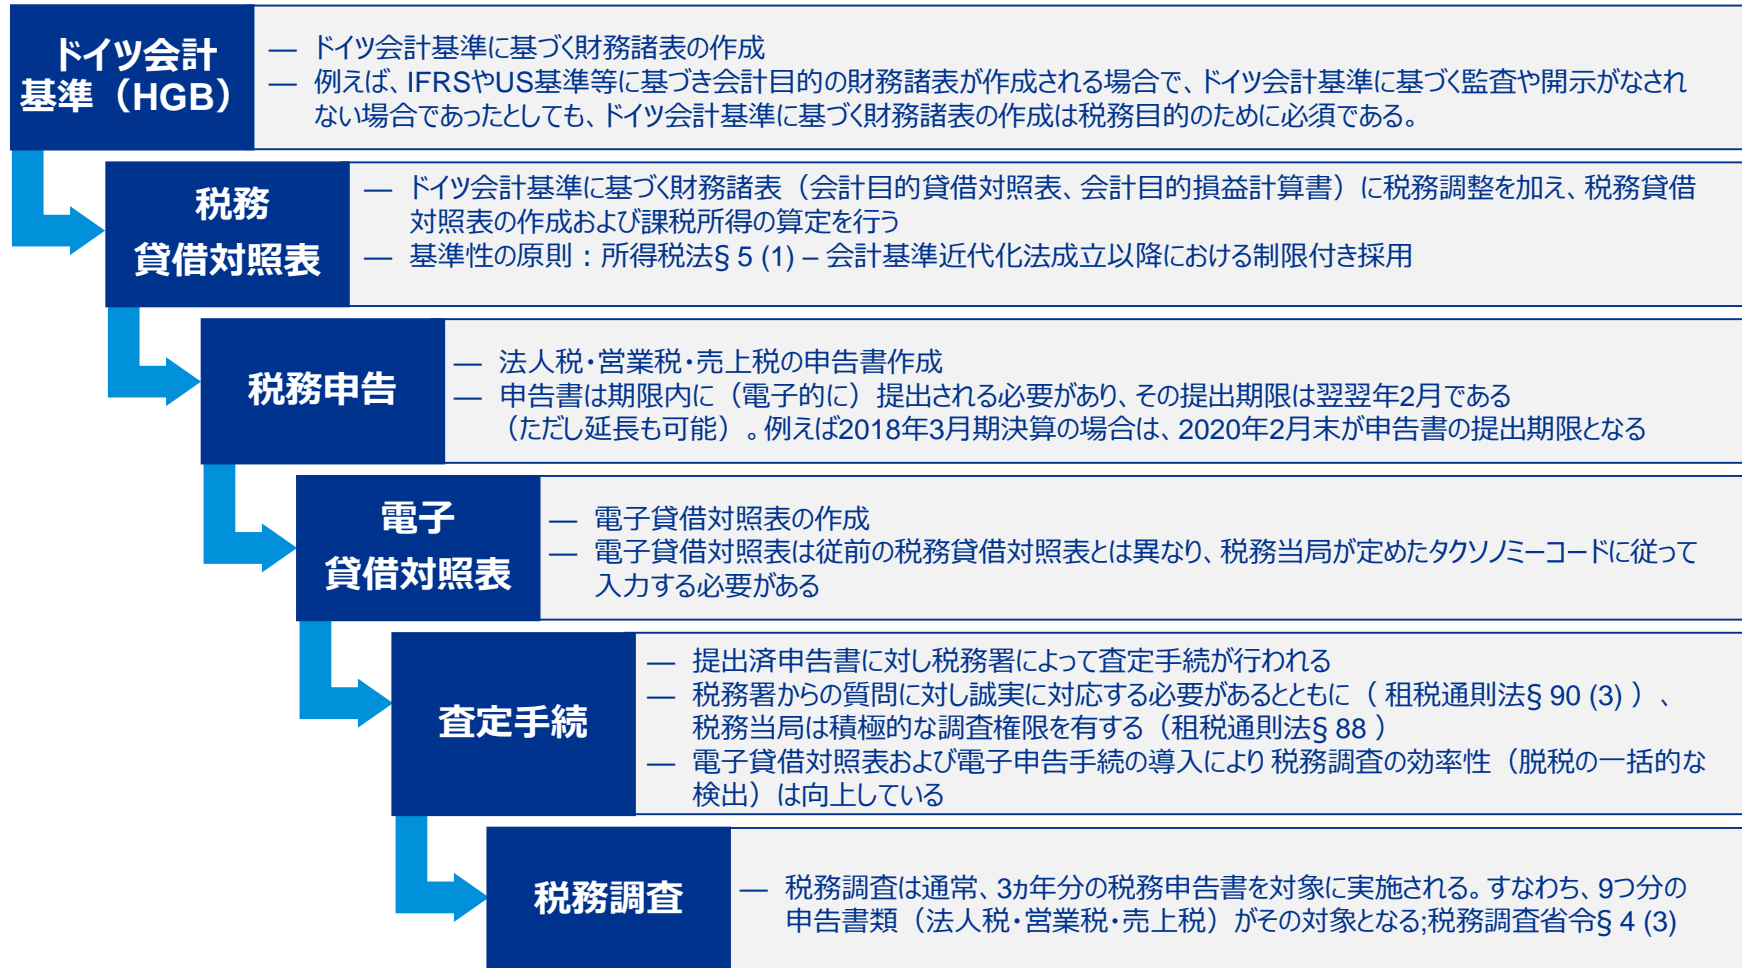 ドイツ会計
基準（HGB）
― ドイツ会計基準に基づく財務諸表の作成
― 例えば、IFRSやUS基準等に基づき会計目的の財務諸表が作成される場合で、ドイツ会計基準に基づく監査や開示がなされ
ない場合であったとしても、ドイツ会計基準に基づく財務諸表の作成は税務目的のために必須である。
税務
貸借対照表
― ドイツ会計基準に基づく財務諸表（会計目的貸借対照表、会計目的損益計算書）に税務調整を加え、税務貸借
対照表の作成および課税所得の算定を行う
― 基準性の原則：所得税法§ 5 (1) – 会計基準近代化法成立以降における制限付き採用
税務申告
― 法人税・営業税・売上税の申告書作成
― 申告書は期限内に（電子的に）提出される必要があり、その提出期限は翌翌年2月である
（ただし延長も可能）。例えば2018年3月期決算の場合は、2020年2月末が申告書の提出期限となる
電子
貸借対照表
― 電子貸借対照表の作成
― 電子貸借対照表は従前の税務貸借対照表とは異なり、税務当局が定めたタクソノミーコードに従って
入力する必要がある
査定手続
― 提出済申告書に対し税務署によって査定手続が行われる
― 税務署からの質問に対し誠実に対応する必要があるとともに（ 租税通則法§ 90 (3) ）、
税務当局は積極的な調査権限を有する（租税通則法§ 88 ）
― 電子貸借対照表および電子申告手続の導入により 税務調査の効率性（脱税の一括的な
検出）は向上している
税務調査
― 税務調査は通常、3ヵ年分の税務申告書を対象に実施される。すなわち、9つ分の
申告書類（法人税・営業税・売上税）がその対象となる;税務調査省令§ 4 (3)